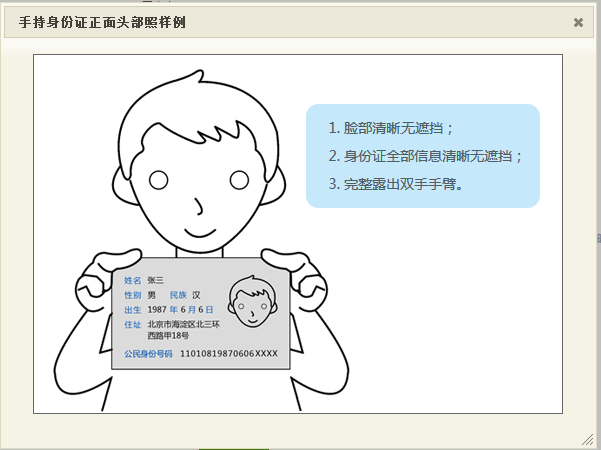 手持身份证正面头部照样例
1. 脸部清晰无遮挡；
2. 身份证全部信息清晰无遮挡；
3. 完整露出双手手臂。
姓名 张三
性别 男 民族 汉
出生 1987 年 6 月 6 日
住址 北京市海淀区北三环
西路甲18号
公民身份号码 11010819870606XXXX